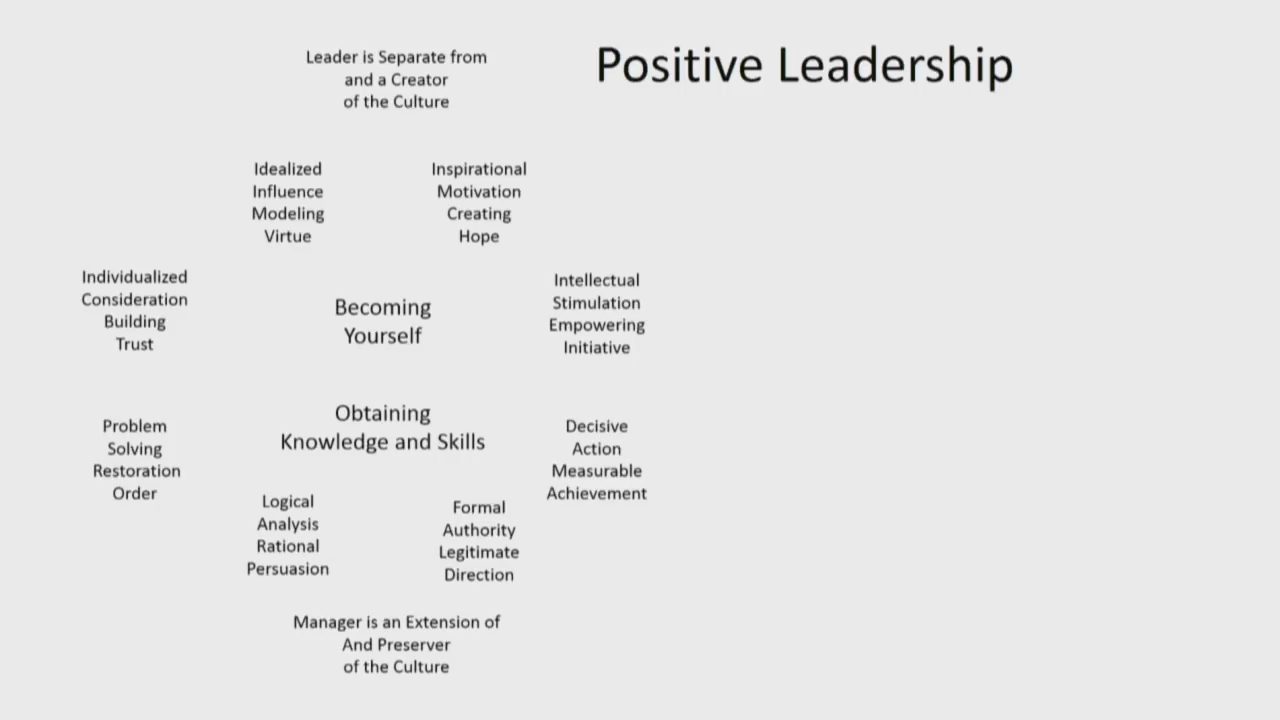 Positive Leadership
Leader is Separate from
and a Creator
of the Culture
Idealized
Influence
Modeling
Virtue
Inspirational
Motivation
Creating
Hope
Individualized
Consideration
Building
Trust
Becoming
Yourself
Intellectual
Stimulation
Empowering
Initiative
Problem
Solving
Restoration
Order
Obtaining
Knowledge and Skills
Decisive
Action
Measurable
Achievement
Logical
Analysis
Rational
Persuasion
Formal
Authority
Legitimate
Direction
Manager is an Extension of
And Preserver
of the Culture